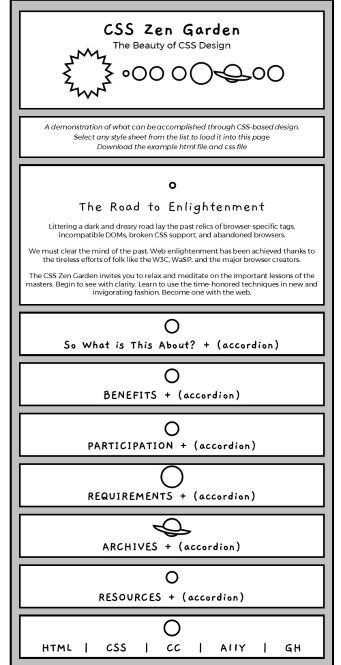 CSS Zen Garden
The Beauty of CSS Design
A demonstration of what can be accomplished through CSS-based design.
Select any style sheet from the list to load it into this page
Download the example html file and css file
The Road to Enlightenment
Littering a dark and dreary road lay the past relics of browser-specific tags,
incompatible DOMs, broken CSS support, and abandoned browsers.
We must clear the mind of the past. Web enlightenment has been achieved thanks to
the tireless efforts of folk like the W3C, WaSP, and the major browser creators.
The CSS Zen Garden invites you to relax and meditate on the important lessons of the
masters. Begin to see with clarity. Learn to use the time-honored techniques in new and
invigorating fashion. Become one with the web.
So What is This About? + (accordion)
BENEFITS + (accordion)
PARTICIPATION + (accordion)
REQUIREMENTS + (accordion)
ARCHIVES + (accordion)
RESOURCES + (accordion)
HTML | CSS | CC | A11Y | GH